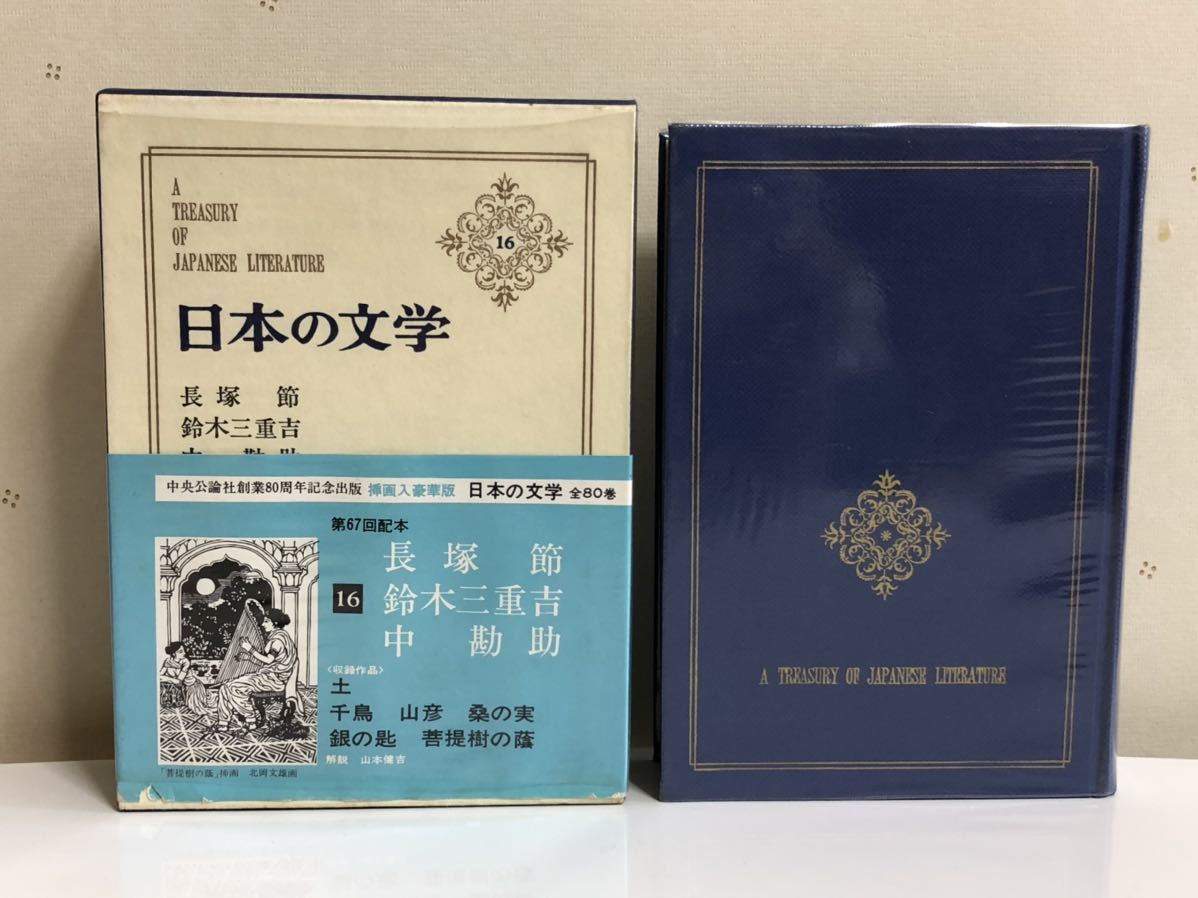 A
TREASURY
OF
JAPANESE LITERATURE
16
日本の文学
長塚 節
鈴木三重吉
中 勘助
中央公論社創業80周年記念出版 挿画入豪華版 日本の文学 全80巻
第67回配本
16
長塚 節
鈴木三重吉
中 勘助
〈収録作品〉
土
千鳥 山彦 桑の実
銀の匙 菩提樹の蔭
解説 山本健吉
「菩提樹の蔭」挿画 北岡文雄画
A TREASURY OF JAPANESE LITERATURE